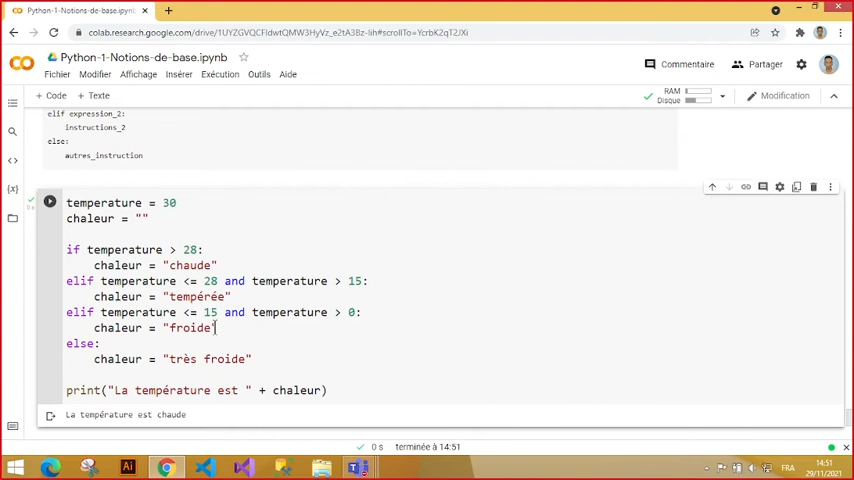 Python-1-Notions-de-base.ipynb
colab.research.google.com/drive/1UYZGVQCFldwtQMW3HyVz_e2tA3Bz-lih#scrollTo=YcrbK2qT2J/Xi
Python-1-Notions-de-base.ipynb
Commentaire
Partager
Fichier Modifier Affichage Insérer Exécution Outils Aide
+ Code + Texte
RAM
Disque
Modification
elif expression_2:
instructions_2
else:
autres_instruction
0s
temperature = 30
chaleur = ""
if temperature > 28:
chaleur = "chaude"
elif temperature <= 28 and temperature > 15:
chaleur = "tempérée"
elif temperature <= 15 and temperature > 0:
chaleur = "froide"
else:
chaleur = "très froide"
print("La température est " + chaleur)
La température est chaude
0 s terminée à 14:51
Ai
FRA
14:51
29/11/2021